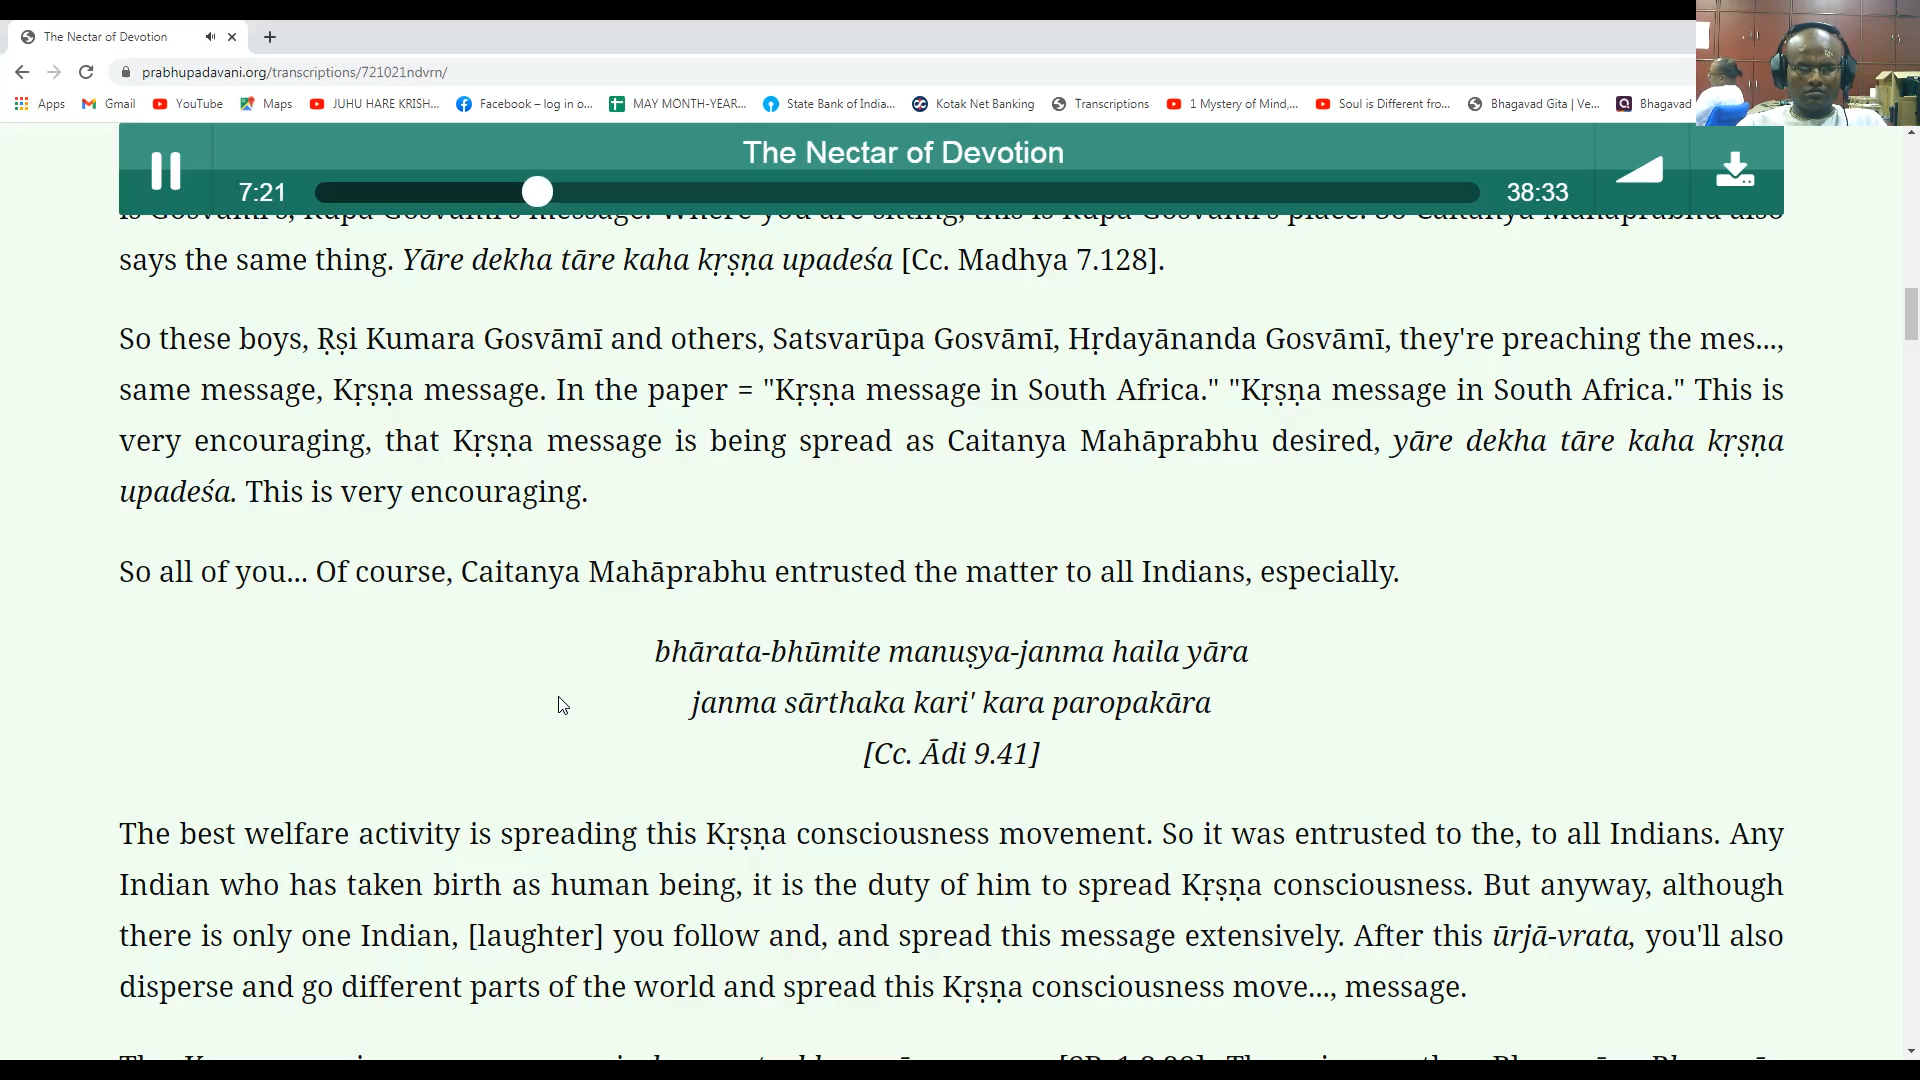 The Nectar of Devotion
prabhupadavani.org/transcriptions/721021ndvrn/
Apps Gmail YouTube Maps JUHU HARE KRISH... Facebook – log in o... MAY MONTH-YEAR... State Bank of Indi... Kotak Net Banking Transcriptions 1 Mystery of Mind,... Soul is Different fro... Bhagavad Gita | Ve... Bhagavad
The Nectar of Devotion
7:21 38:33
says the same thing. Yāre dekha tāre kaha kṛṣṇa upadeśa [Cc. Madhya 7.128].
So these boys, Ṛṣi Kumara Gosvāmī and others, Satsvarūpa Gosvāmī, Hṛdayānanda Gosvāmī, they're preaching the mes...,
same message, Kṛṣṇa message. In the paper = "Kṛṣṇa message in South Africa." "Kṛṣṇa message in South Africa." This is
very encouraging, that Kṛṣṇa message is being spread as Caitanya Mahāprabhu desired, yāre dekha tāre kaha kṛṣṇa
upadeśa. This is very encouraging.
So all of you... Of course, Caitanya Mahāprabhu entrusted the matter to all Indians, especially.
bhārata-bhūmite manuṣya-janma haila yāra
janma sārthaka kari' kara paropakāra
[Cc. Ādi 9.41]
The best welfare activity is spreading this Kṛṣṇa consciousness movement. So it was entrusted to the, to all Indians. Any
Indian who has taken birth as human being, it is the duty of him to spread Kṛṣṇa consciousness. But anyway, although
there is only one Indian, [laughter] you follow and, and spread this message extensively. After this ūrjā-vrata, you'll also
disperse and go different parts of the world and spread this Kṛṣṇa consciousness move..., message.